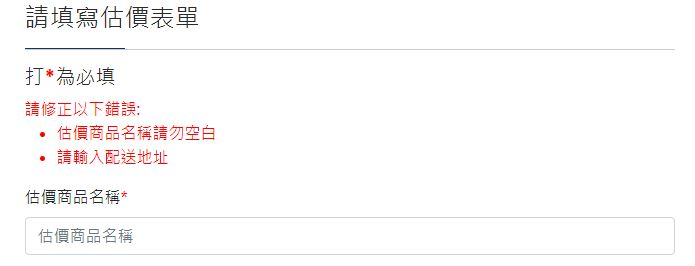 請填寫估價表單
打*為必填
請修正以下錯誤:
估價商品名稱請勿空白
請輸入配送地址
估價商品名稱*
估價商品名稱